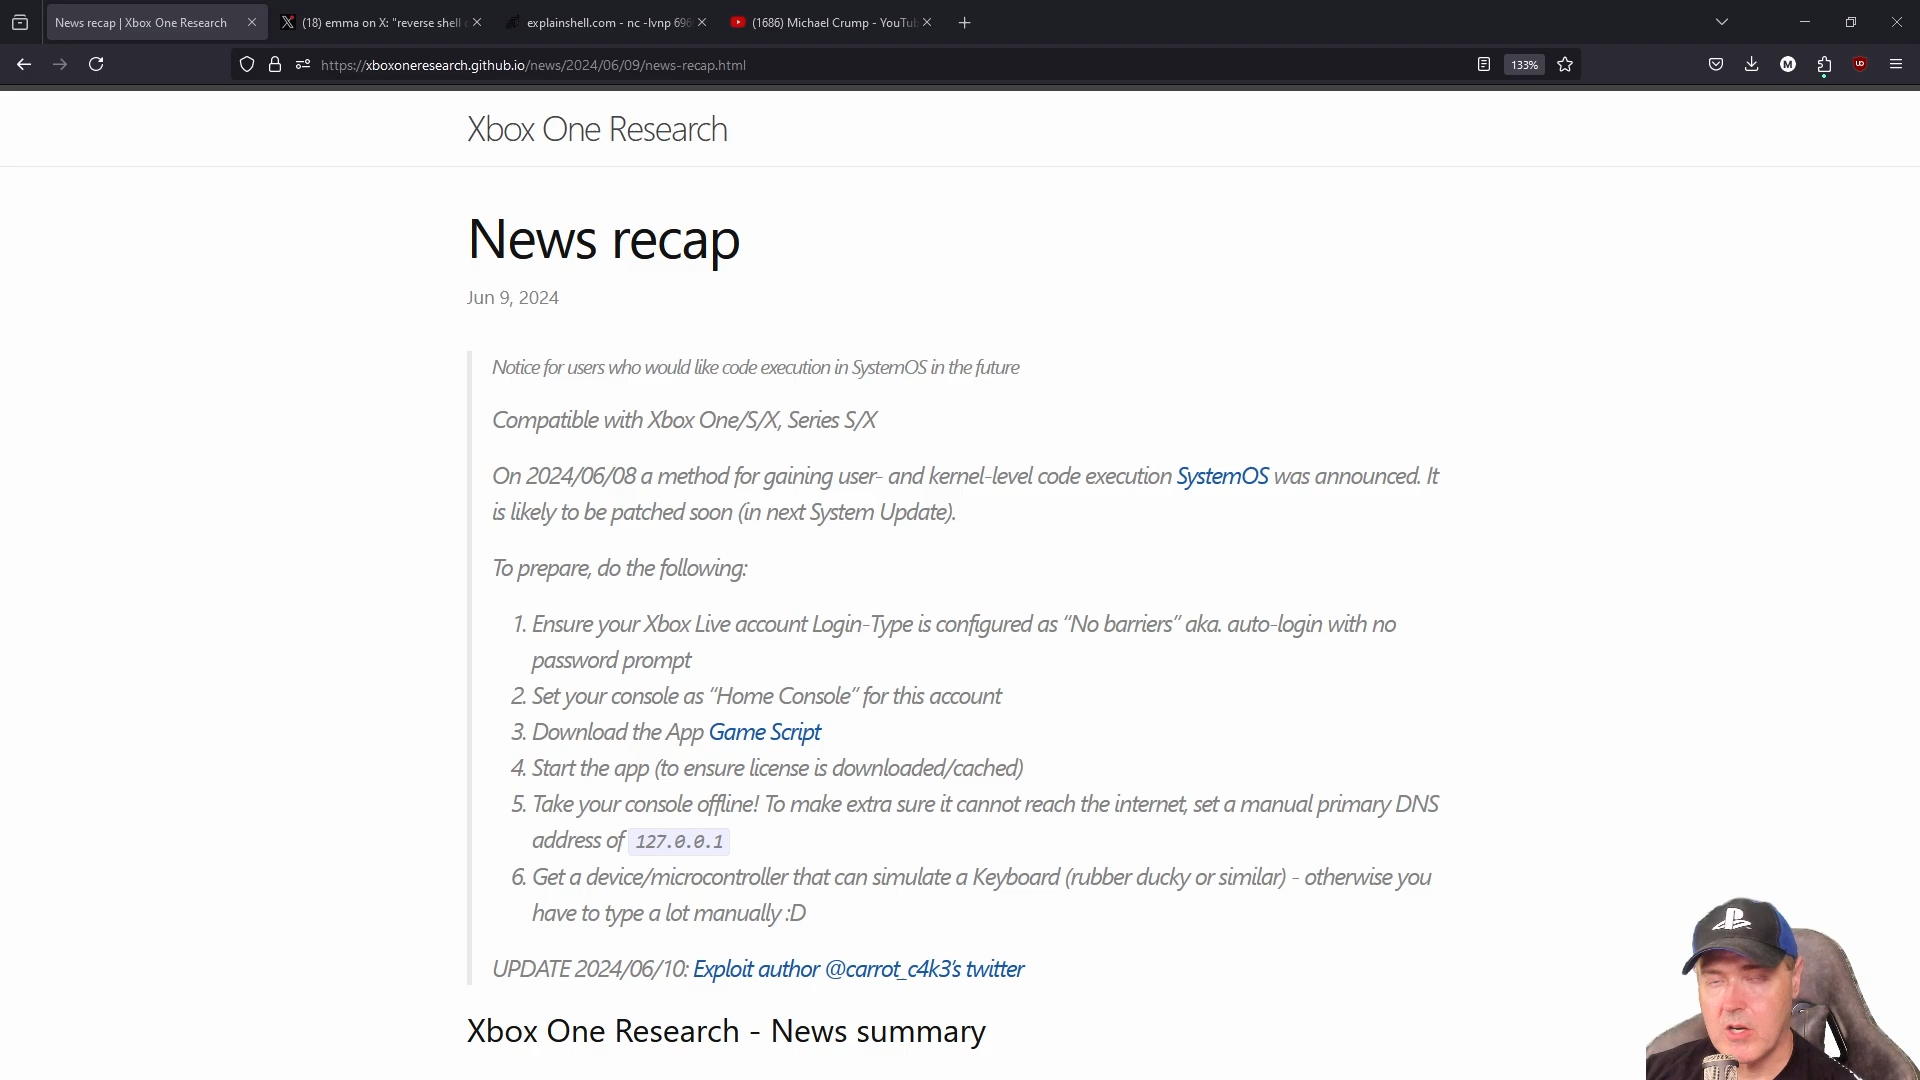 News recap | Xbox One Research
(18) emma on X: "reverse shell
explainshell.com - nc -lvnp 696
(1686) Michael Crump - YouTu
https://xboxoneresearch.github.io/news/2024/06/09/news-recap.html
133%
M
Xbox One Research
News recap
Jun 9, 2024
Notice for users who would like code execution in SystemOS in the future
Compatible with Xbox One/S/X, Series S/X
On 2024/06/08 a method for gaining user- and kernel-level code execution SystemOS was announced. It
is likely to be patched soon (in next System Update).
To prepare, do the following:
1. Ensure your Xbox Live account Login-Type is configured as “No barriers” aka. auto-login with no
password prompt
2. Set your console as “Home Console” for this account
3. Download the App Game Script
4. Start the app (to ensure license is downloaded/cached)
5. Take your console offline! To make extra sure it cannot reach the internet, set a manual primary DNS
address of 127.0.0.1
6. Get a device/microcontroller that can simulate a Keyboard (rubber ducky or similar) - otherwise you
have to type a lot manually :D
UPDATE 2024/06/10: Exploit author @carrot_c4k3’s twitter
Xbox One Research - News summary